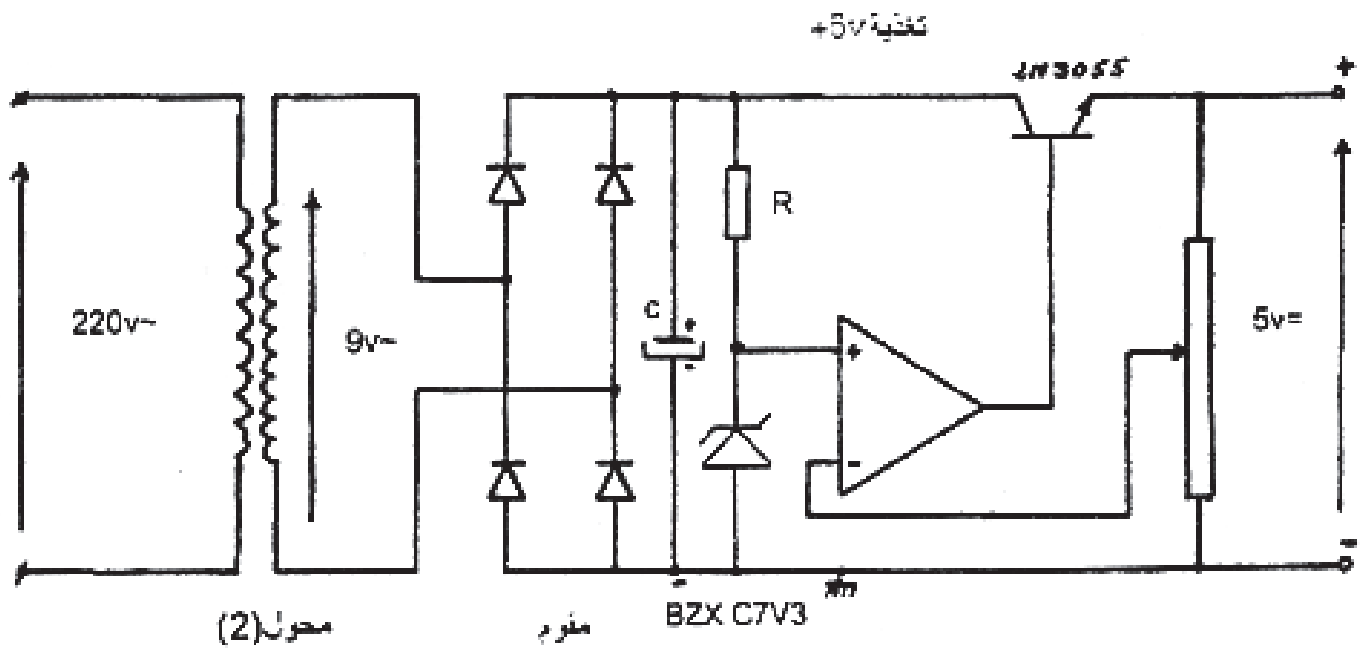 تغذية +5v
2N3055
+
R
c
+
-
220v~
9v~
+
-
5v=
-
-
محول(2)
مقوم
BZX C7V3